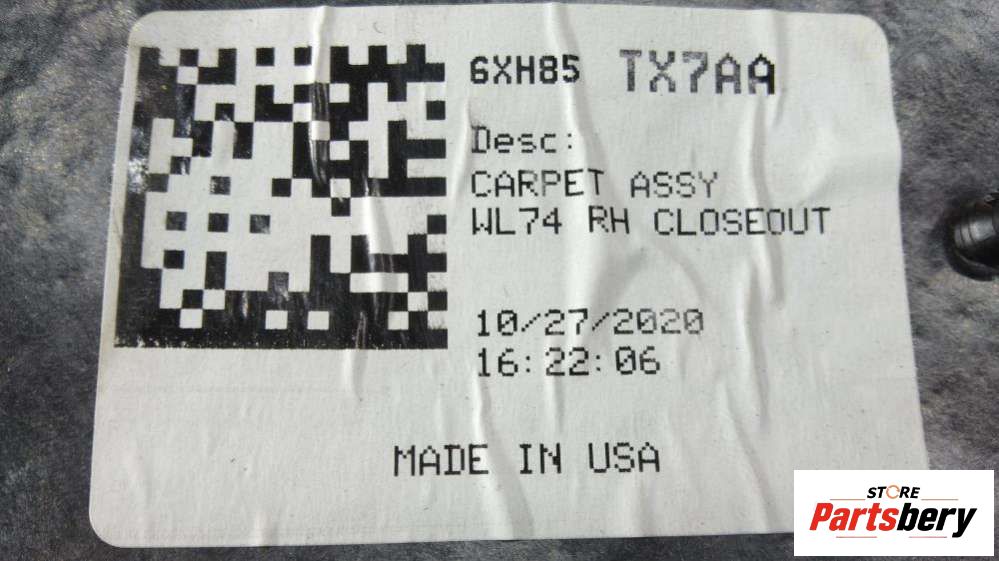 6XH85 TX7AA
Desc:
CARPET ASSY
WL74 RH CLOSEOUT
10/27/2020
16:22:06
MADE IN USA
STORE
Partsbery